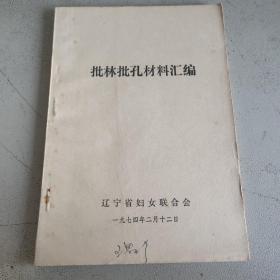 批林批孔材料汇编
辽宁省妇女联合会
一九七四年二月十二日